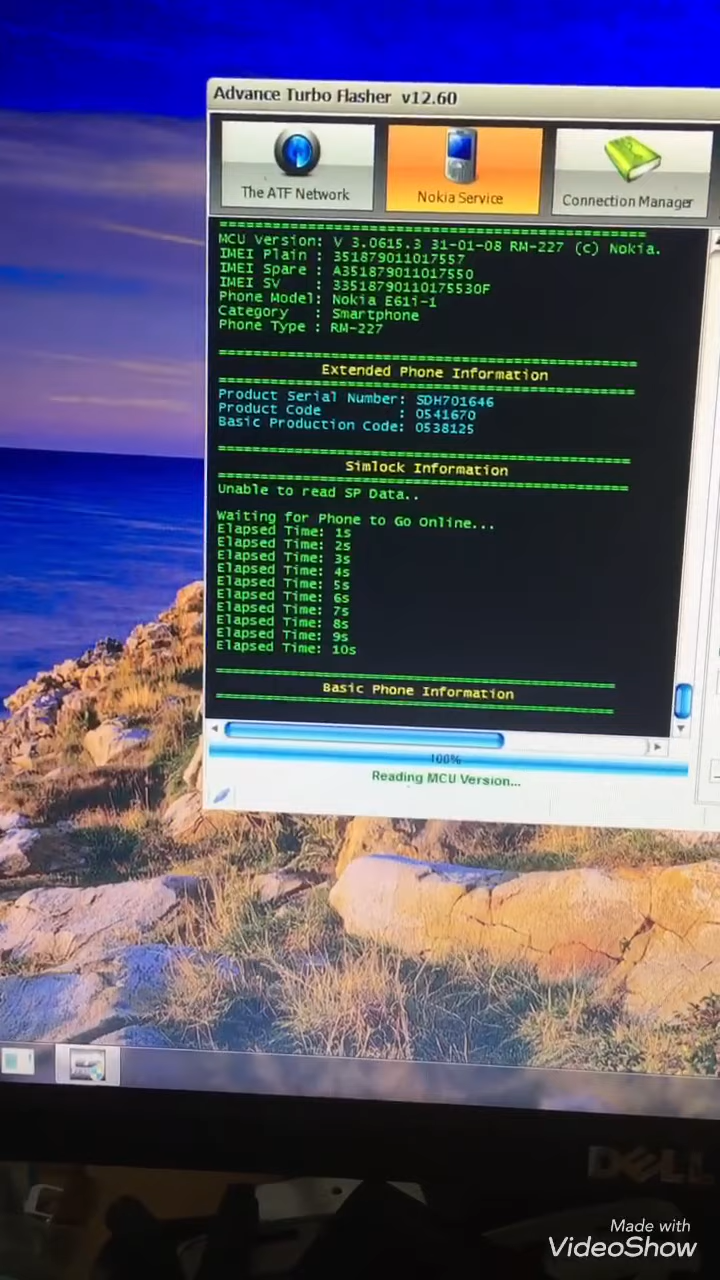 Advance Turbo Flasher v12.60
The ATF Network
Nokia Service
Connection Manager
MCU Version: V 3.0615.3 31-01-08 RM-227 (c) Nokia.
IMEI Plain : 351879011017557
IMEI Spare : A351879011017550
IMEI SV : 33518790110175530F
Phone Model: Nokia E61i-1
Category : Smartphone
Phone Type : RM-227
Extended Phone Information
Product Serial Number: SDH701646
Product Code : 0541670
Basic Production Code: 0538125
Simlock Information
Unable to read SP Data..
Waiting for Phone to Go Online...
Elapsed Time: 1s
Elapsed Time: 2s
Elapsed Time: 3s
Elapsed Time: 4s
Elapsed Time: 5s
Elapsed Time: 6s
Elapsed Time: 7s
Elapsed Time: 8s
Elapsed Time: 9s
Elapsed Time: 10s
Basic Phone Information
100%
Reading MCU Version...
DELL
Made with
VideoShow